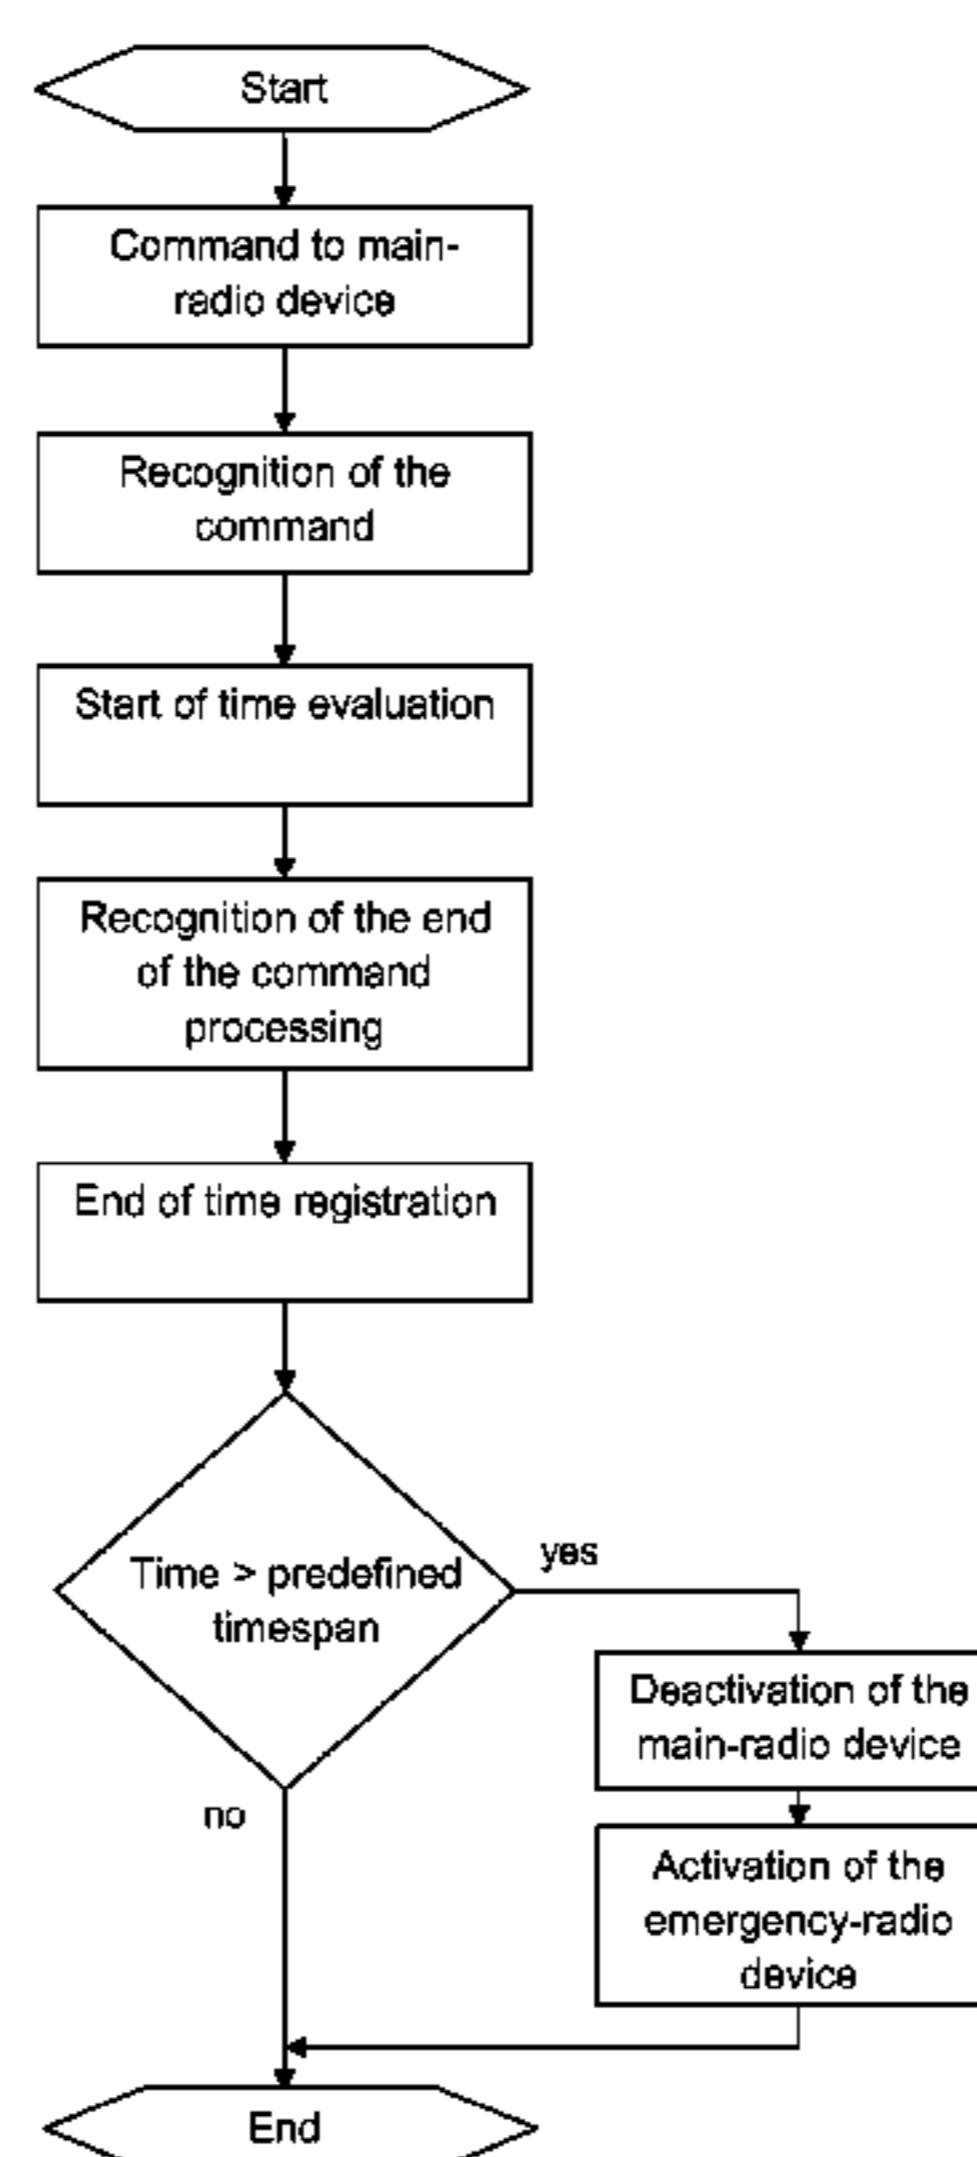 Start
Command to main-
radio device
Recognition of the
command
Start of time evaluation
Recognition of the end
of the command
processing
End of time registration
Time > predefined
timespan
yes
Deactivation of the
main-radio device
no
Activation of the
emergency-radio
device
End